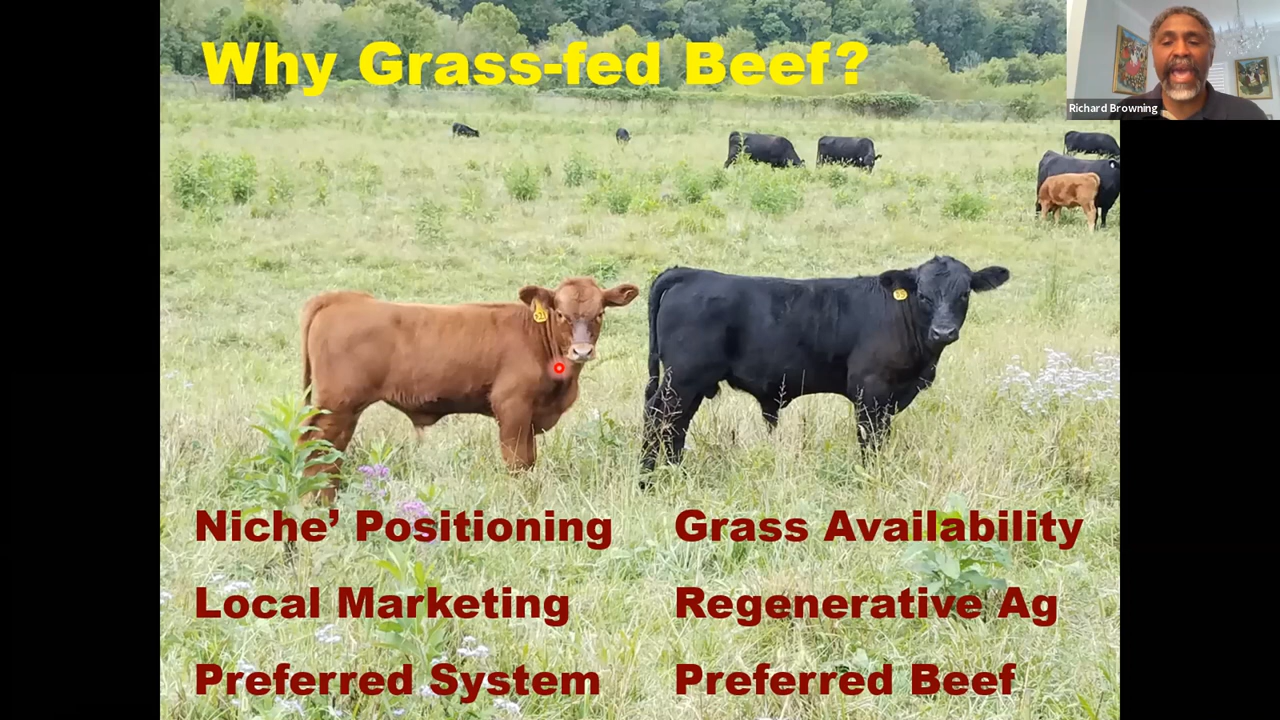 Why Grass-fed Beef?
Richard Browning
Niche’ Positioning
Grass Availability
Local Marketing
Regenerative Ag
Preferred System
Preferred Beef